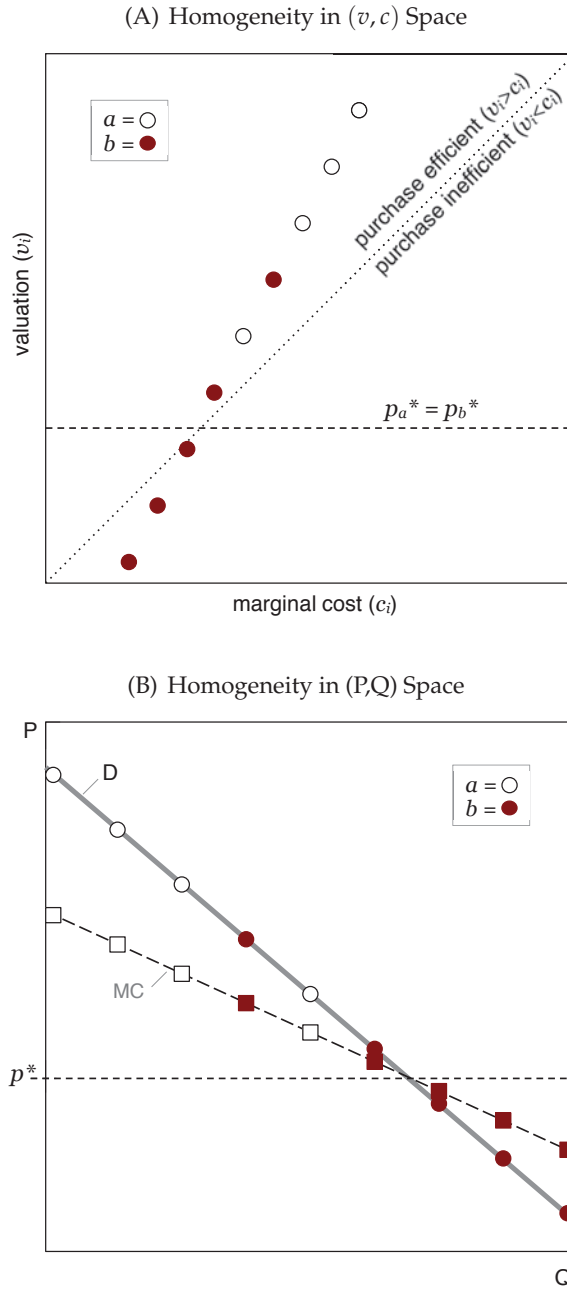 (A) Homogeneity in (v, c) Space
a =
b =
purchase efficient (vᵢ>cᵢ)
purchase inefficient (vᵢ<cᵢ)
valuation (vᵢ)
pₐ* = p_b*
marginal cost (cᵢ)
(B) Homogeneity in (P,Q) Space
P
D
a =
b =
MC
p*
Q